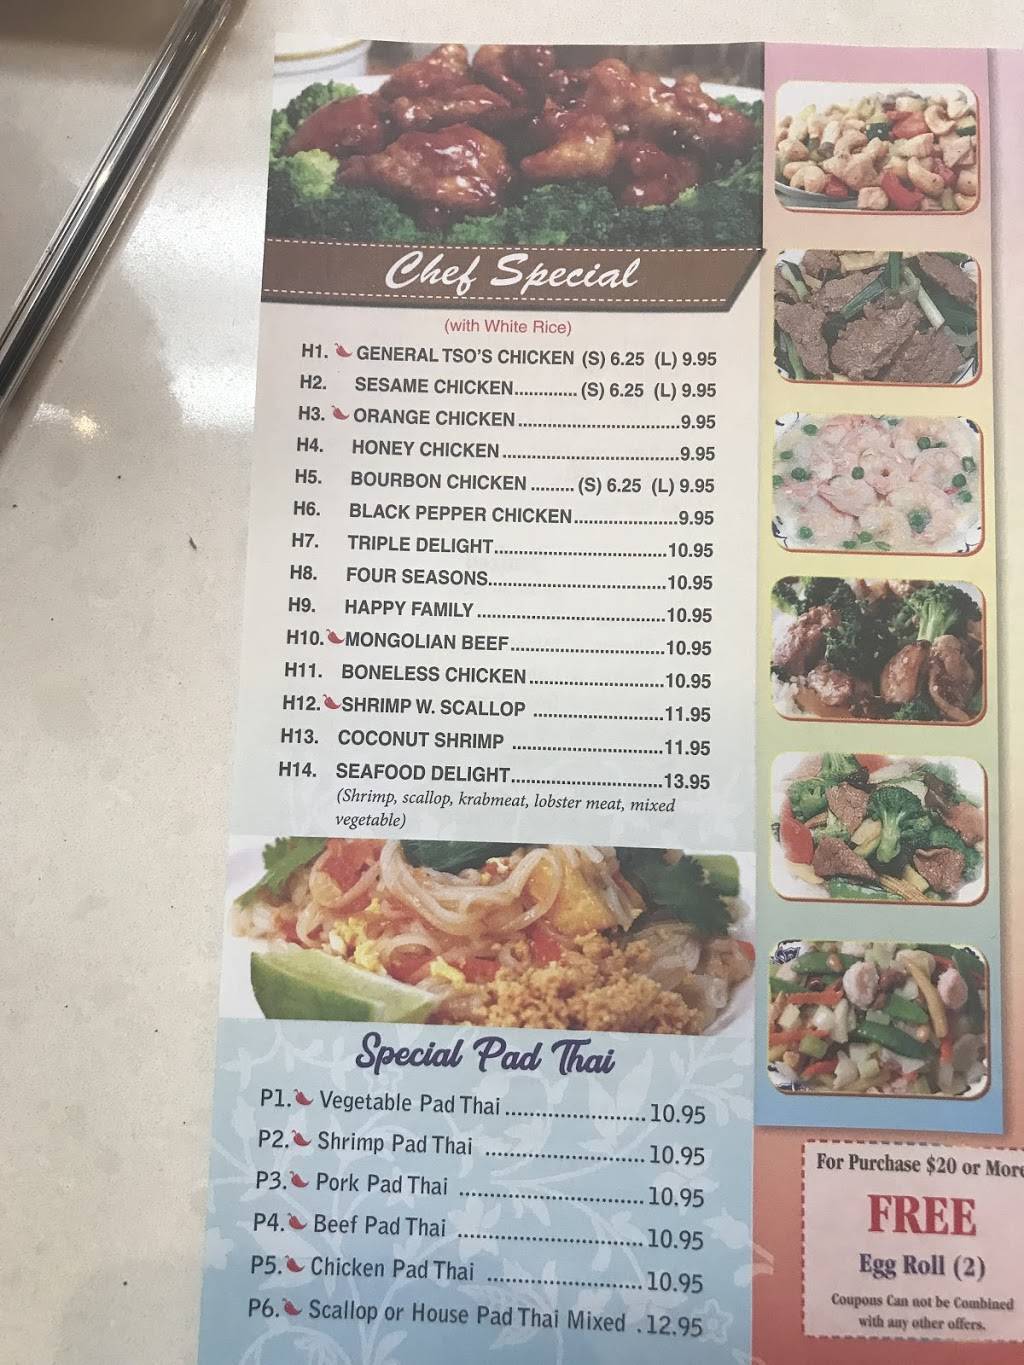 Chef Special
(with White Rice)
H1. GENERAL TSO'S CHICKEN (S) 6.25 (L) 9.95
H2. SESAME CHICKEN............. (S) 6.25 (L) 9.95
H3. ORANGE CHICKEN..................................9.95
H4. HONEY CHICKEN.....................................9.95
H5. BOURBON CHICKEN ......... (S) 6.25 (L) 9.95
H6. BLACK PEPPER CHICKEN......................9.95
H7. TRIPLE DELIGHT....................................10.95
H8. FOUR SEASONS.....................................10.95
H9. HAPPY FAMILY .......................................10.95
H10. MONGOLIAN BEEF................................10.95
H11. BONELESS CHICKEN............................10.95
H12. SHRIMP W. SCALLOP ...........................11.95
H13. COCONUT SHRIMP ...............................11.95
H14. SEAFOOD DELIGHT................................13.95
(Shrimp, scallop, krabmeat, lobster meat, mixed
vegetable)
Special Pad Thai
P1. Vegetable Pad Thai......................10.95
P2. Shrimp Pad Thai .........................10.95
P3. Pork Pad Thai .............................10.95
P4. Beef Pad Thai .............................10.95
P5. Chicken Pad Thai ........................10.95
P6. Scallop or House Pad Thai Mixed .12.95
For Purchase $20 or More
FREE
Egg Roll (2)
Coupons Can not be Combined
with any other offers.